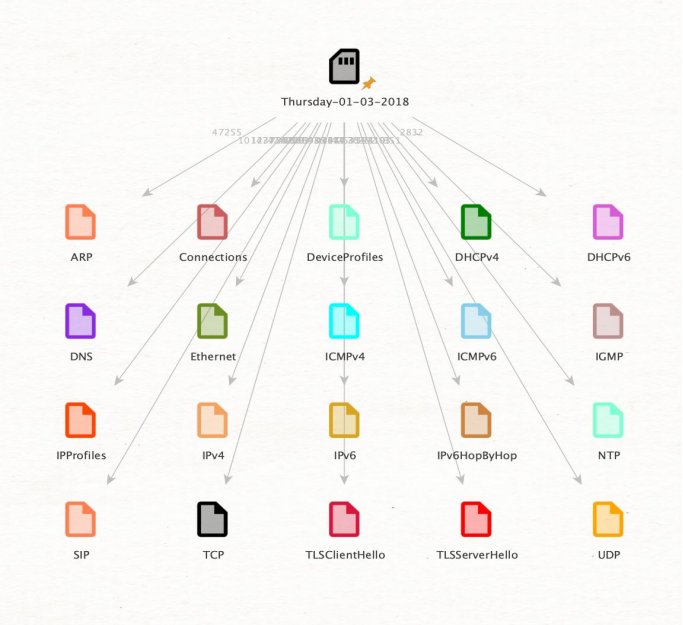 Thursday-01-03-2018
47255
2832
ARP
Connections
DeviceProfiles
DHCPv4
DHCPv6
DNS
Ethernet
ICMPv4
ICMPv6
IGMP
IPProfiles
IPv4
IPv6
IPv6HopByHop
NTP
SIP
TCP
TLSClientHello
TLSServerHello
UDP